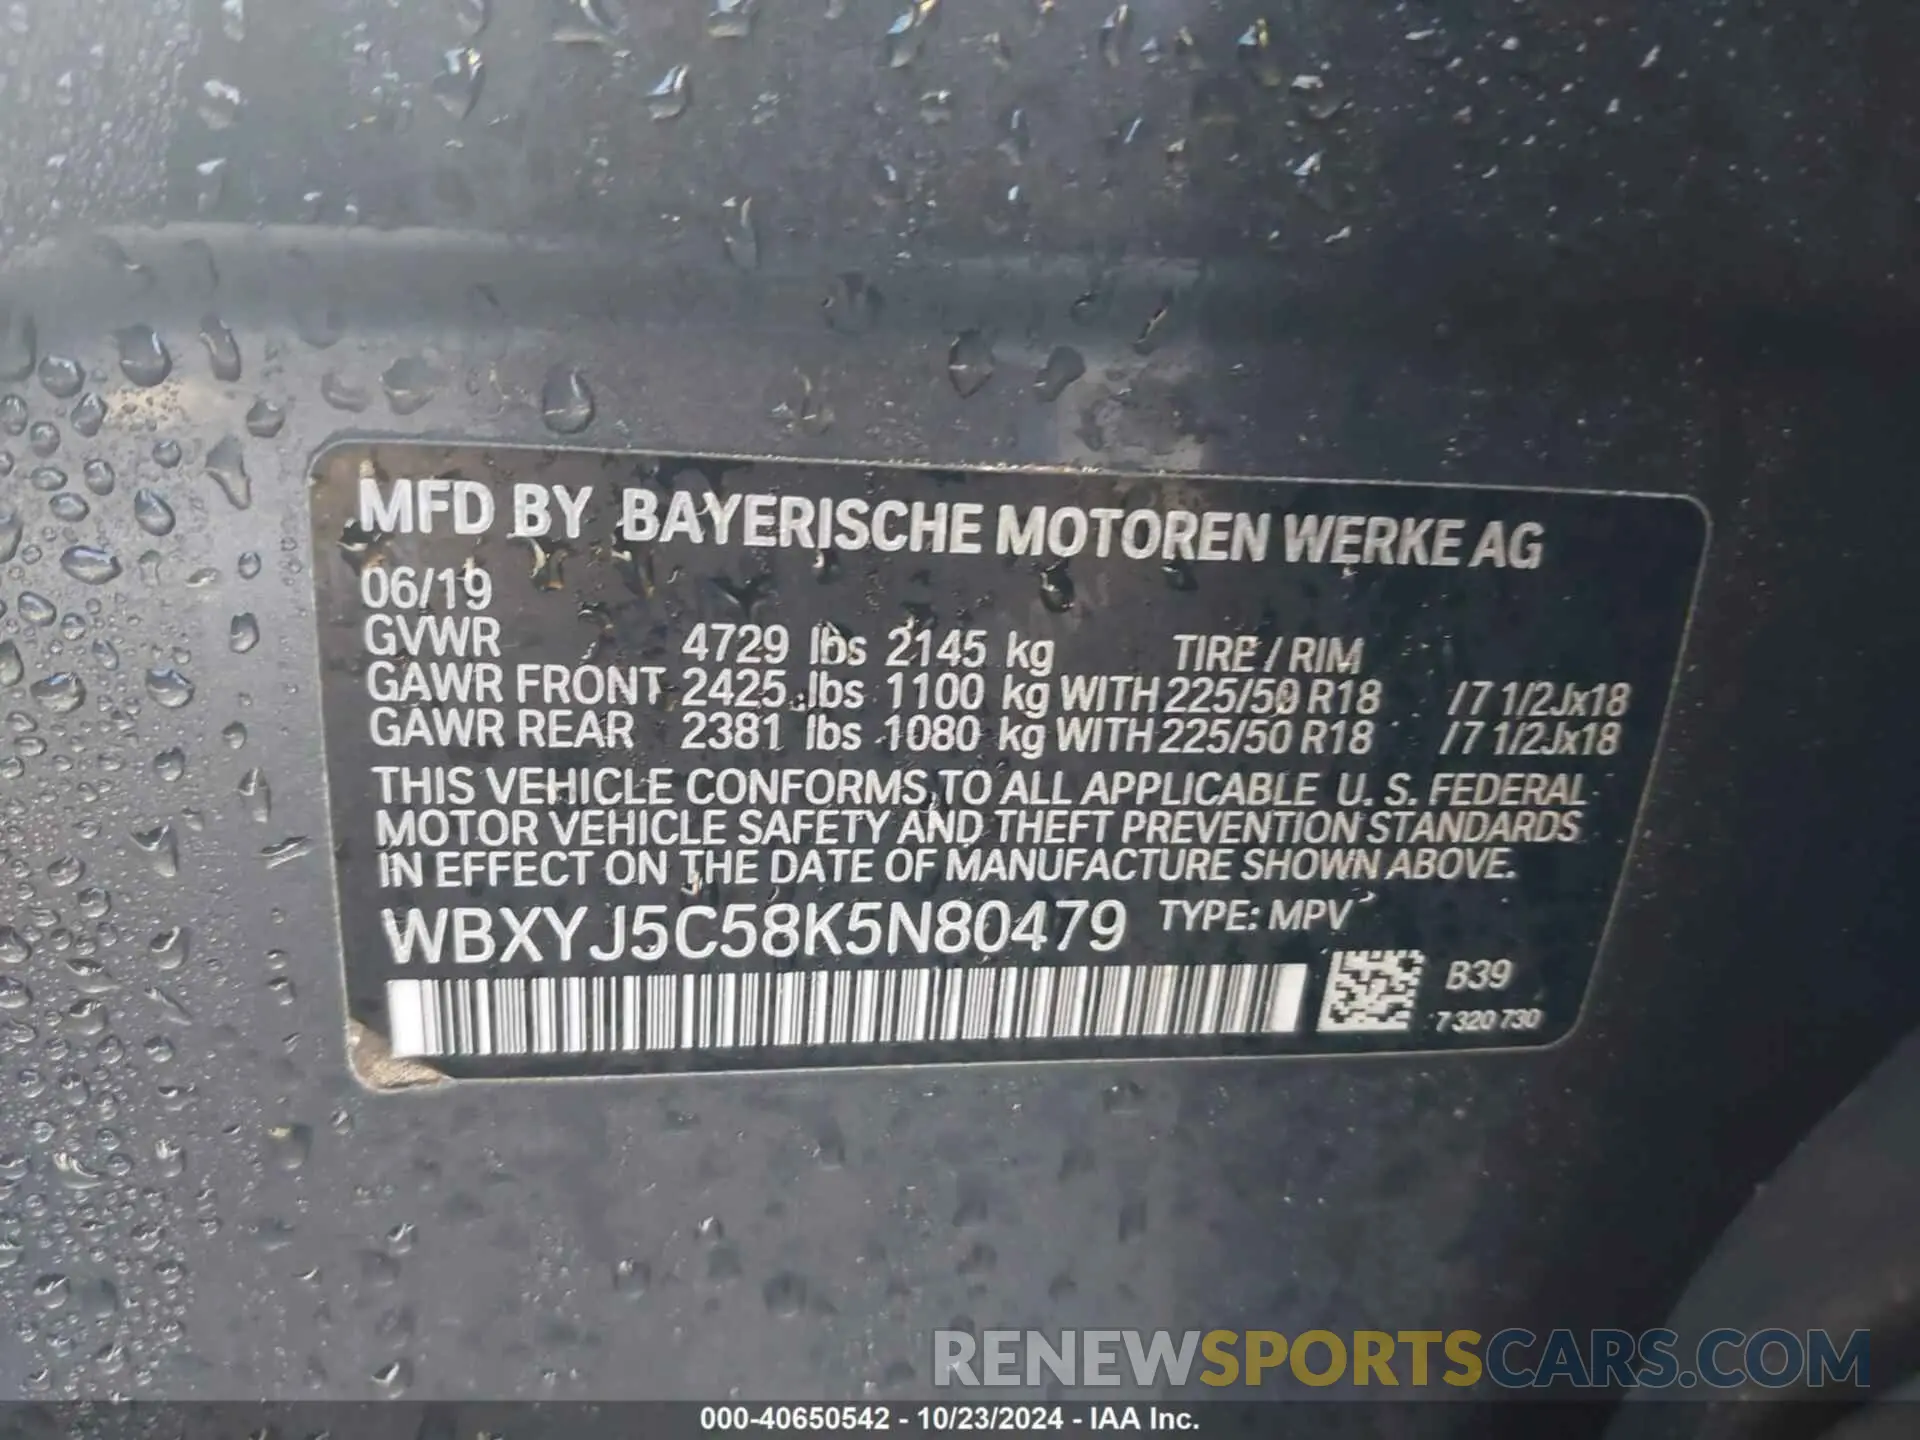 MFD BY BAYERISCHE MOTOREN WERKE AG
06/19
GVWR 4729 lbs 2145 kg TIRE / RIM
GAWR FRONT 2425 lbs 1100 kg WITH 225/50 R18 /7 1/2Jx18
GAWR REAR 2381 lbs 1080 kg WITH 225/50 R18 /7 1/2Jx18
THIS VEHICLE CONFORMS TO ALL APPLICABLE U. S. FEDERAL
MOTOR VEHICLE SAFETY AND THEFT PREVENTION STANDARDS
IN EFFECT ON THE DATE OF MANUFACTURE SHOWN ABOVE.
WBXYJ5C58K5N80479 TYPE: MPV
B39
7 320 730
RENEWSPORTSCARS.COM
000-40650542 - 10/23/2024 - IAA Inc.